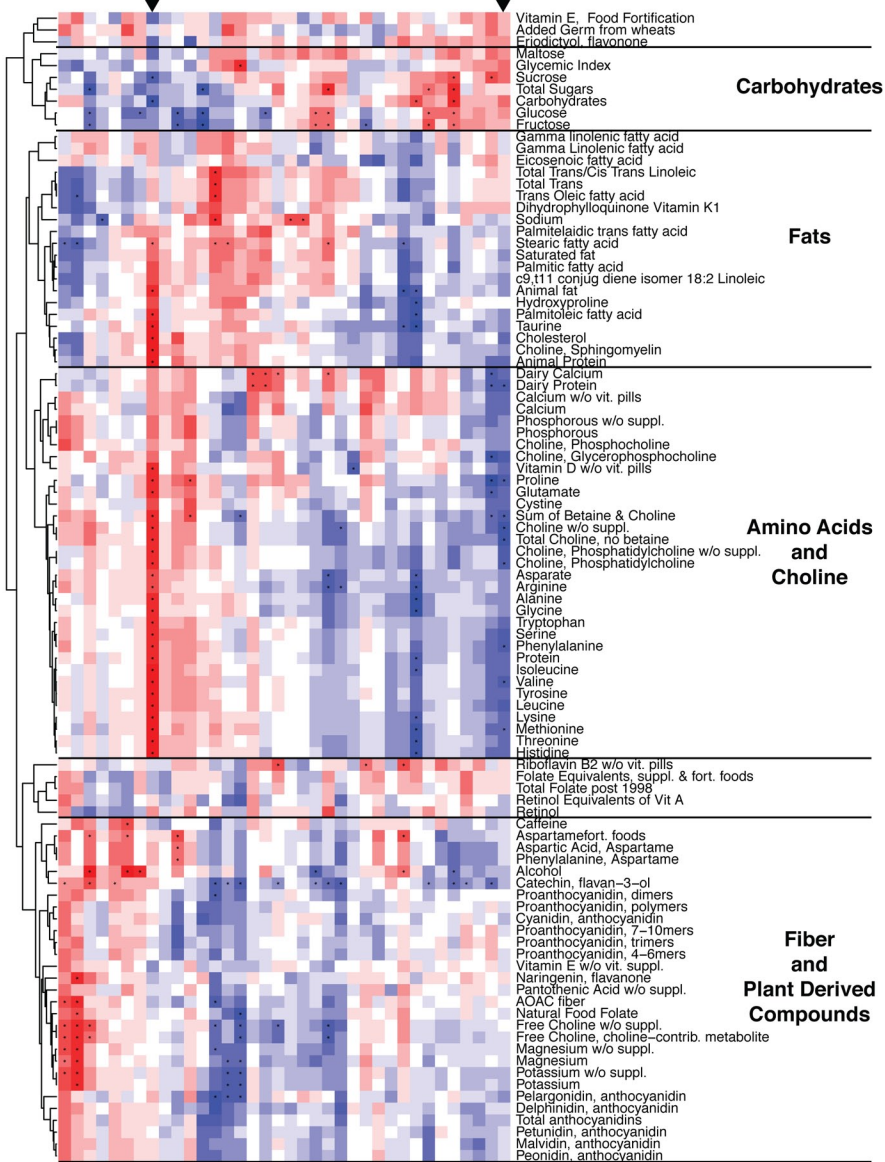 Vitamin E, Food Fortification
Added Germ from wheats
Eriodictyol, flavonone
Maltose
Glycemic Index
Sucrose
Total Sugars
Carbohydrates
Glucose
Fructose
Carbohydrates
Gamma linolenic fatty acid
Gamma Linolenic fatty acid
Eicosenoic fatty acid
Total Trans/Cis Trans Linoleic
Total Trans
Trans Oleic fatty acid
Dihydrophylloquinone Vitamin K1
Sodium
Palmitelaidic trans fatty acid
Stearic fatty acid
Saturated fat
Palmitic fatty acid
c9,t11 conjug diene isomer 18:2 Linoleic
Animal fat
Hydroxyproline
Palmitoleic fatty acid
Taurine
Cholesterol
Choline, Sphingomyelin
Animal Protein
Fats
Dairy Calcium
Dairy Protein
Calcium w/o vit. pills
Calcium
Phosphorous w/o suppl.
Phosphorous
Choline, Phosphocholine
Choline, Glycerophosphocholine
Vitamin D w/o vit. pills
Proline
Glutamate
Cystine
Sum of Betaine & Choline
Choline w/o suppl.
Total Choline, no betaine
Choline, Phosphatidylcholine w/o suppl.
Choline, Phosphatidylcholine
Asparate
Arginine
Alanine
Glycine
Tryptophan
Serine
Phenylalanine
Protein
Isoleucine
Valine
Tyrosine
Leucine
Lysine
Methionine
Threonine
Histidine
Amino Acids
and
Choline
Riboflavin B2 w/o vit. pills
Folate Equivalents, suppl. & fort. foods
Total Folate post 1998
Retinol Equivalents of Vit A
Retinol
Caffeine
Aspartamefort. foods
Aspartic Acid, Aspartame
Phenylalanine, Aspartame
Alcohol
Catechin, flavan−3−ol
Proanthocyanidin, dimers
Proanthocyanidin, polymers
Cyanidin, anthocyanidin
Proanthocyanidin, 7−10mers
Proanthocyanidin, trimers
Proanthocyanidin, 4−6mers
Vitamin E w/o vit. suppl.
Naringenin, flavanone
Pantothenic Acid w/o suppl.
AOAC fiber
Natural Food Folate
Free Choline w/o suppl.
Free Choline, choline−contrib. metabolite
Magnesium w/o suppl.
Magnesium
Potassium w/o suppl.
Potassium
Pelargonidin, anthocyanidin
Delphinidin, anthocyanidin
Total anthocyanidins
Petunidin, anthocyanidin
Malvidin, anthocyanidin
Peonidin, anthocyanidin
Fiber
and
Plant Derived
Compounds